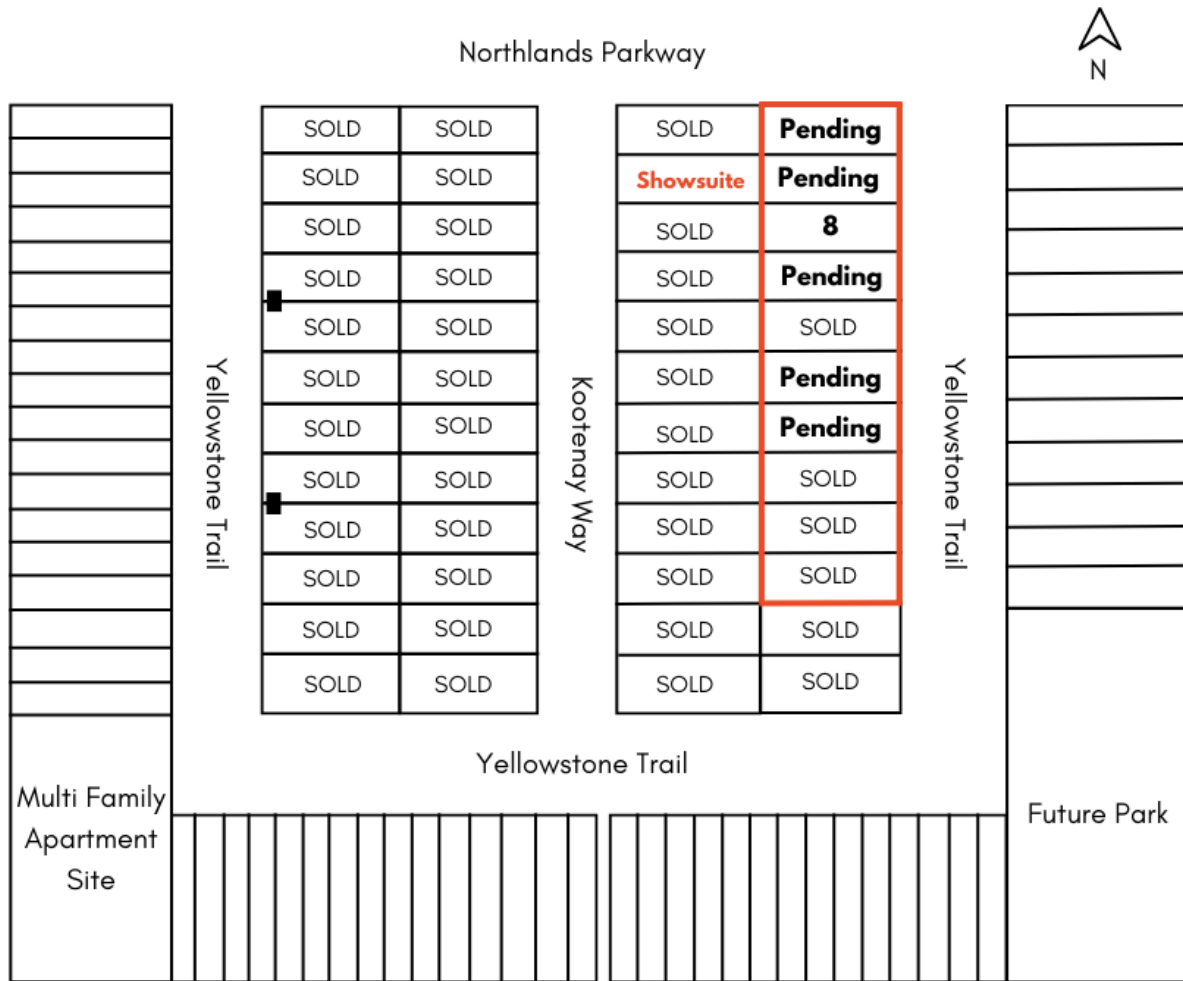 Northlands Parkway
N
SOLD SOLD SOLD Pending
SOLD SOLD Showsuite Pending
SOLD SOLD SOLD 8
SOLD SOLD SOLD Pending
SOLD SOLD SOLD SOLD
SOLD SOLD SOLD Pending
SOLD SOLD SOLD Pending
SOLD SOLD SOLD SOLD
SOLD SOLD SOLD SOLD
SOLD SOLD SOLD SOLD
SOLD SOLD SOLD SOLD
SOLD SOLD SOLD SOLD
Yellowstone Trail
Kootenay Way
Yellowstone Trail
Yellowstone Trail
Multi Family
Apartment
Site
Future Park